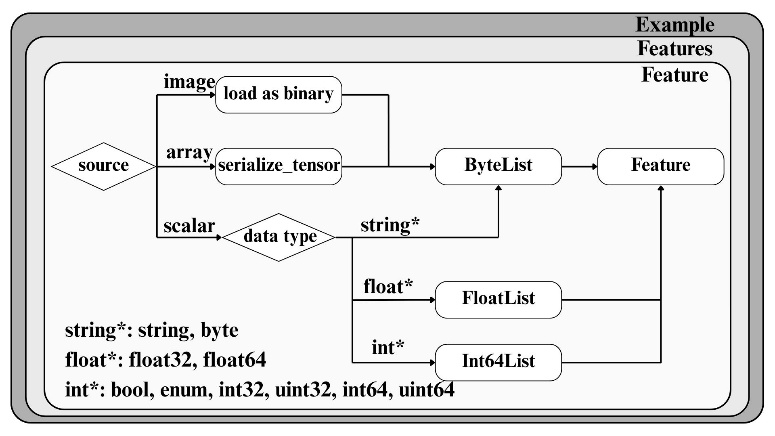 Example
Features
Feature
image
load as binary
source
array
serialize_tensor
ByteList
Feature
scalar
data type
string*
float*
FloatList
int*
Int64List
string*: string, byte
float*: float32, float64
int*: bool, enum, int32, uint32, int64, uint64